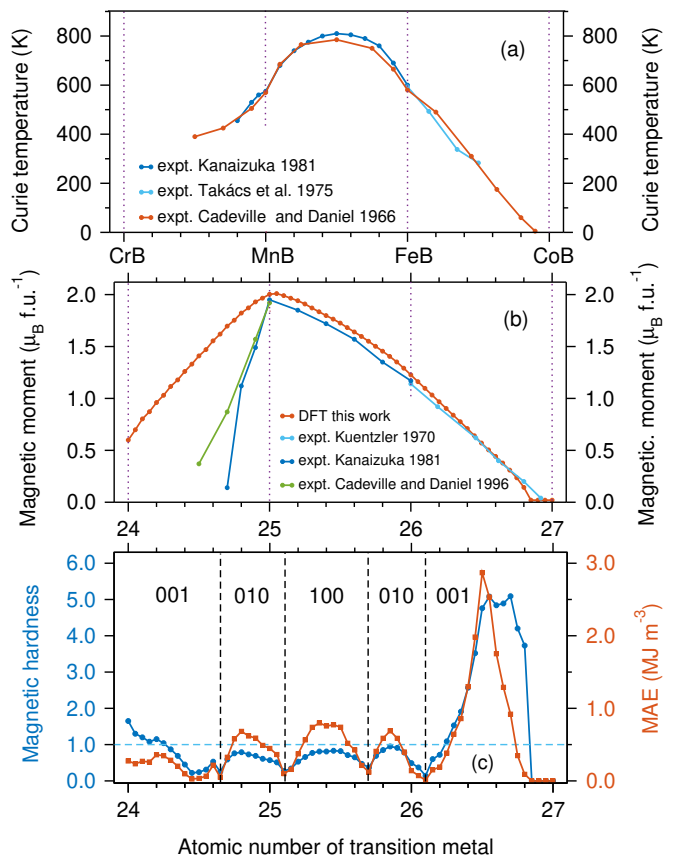 800
600
400
200
0
Curie temperature (K)
(a)
expt. Kanaizuka 1981
expt. Takács et al. 1975
expt. Cadeville and Daniel 1966
800
600
400
200
0
Curie temperature (K)
CrB MnB FeB CoB
2.0
1.5
1.0
0.5
0.0
Magnetic moment (μB f.u.-1)
(b)
DFT this work
expt. Kuentzler 1970
expt. Kanaizuka 1981
expt. Cadeville and Daniel 1996
2.0
1.5
1.0
0.5
0.0
Magnetic. moment (μB f.u.-1)
24 25 26 27
6.0
5.0
4.0
3.0
2.0
1.0
0.0
Magnetic hardness
001 010 100 010 001
(c)
3.0
2.0
1.0
0.0
MAE (MJ m-3)
24 25 26 27
Atomic number of transition metal